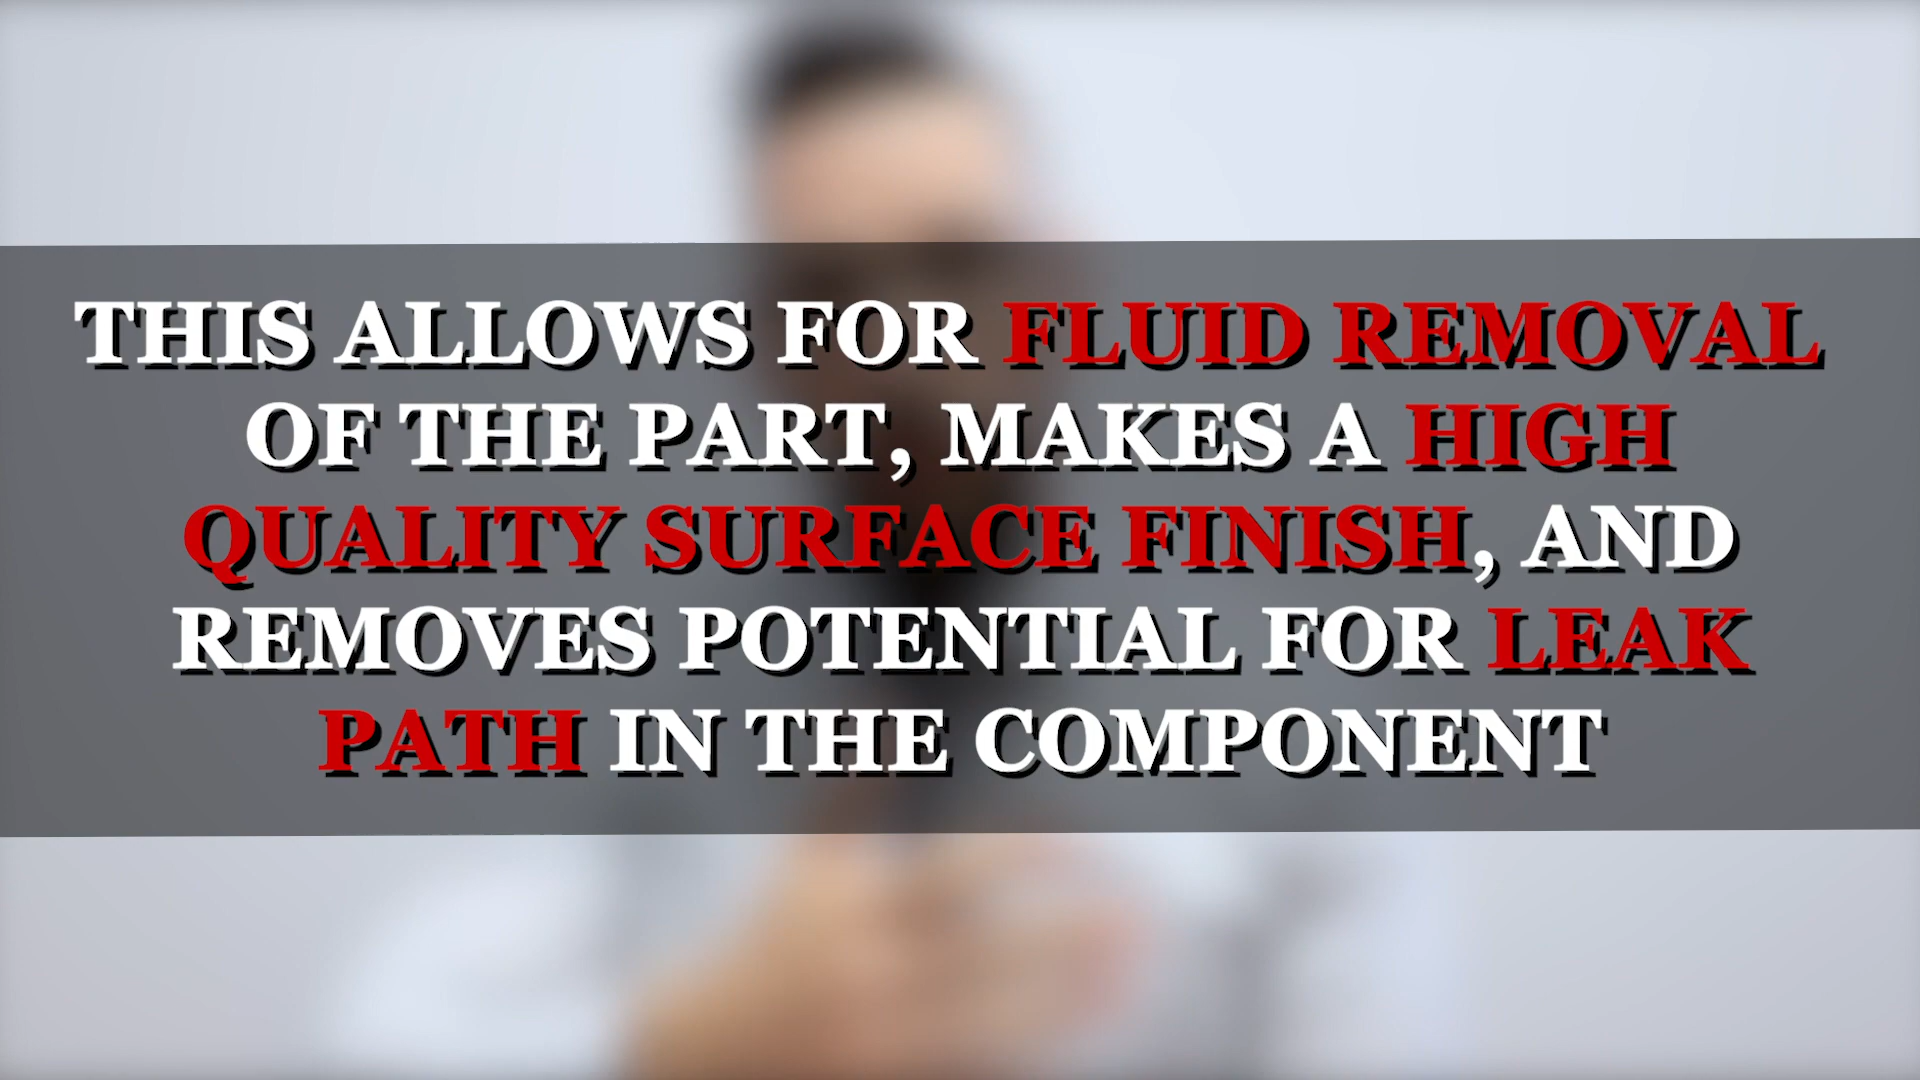 THIS ALLOWS FOR FLUID REMOVAL
OF THE PART, MAKES A HIGH
QUALITY SURFACE FINISH, AND
REMOVES POTENTIAL FOR LEAK
PATH IN THE COMPONENT